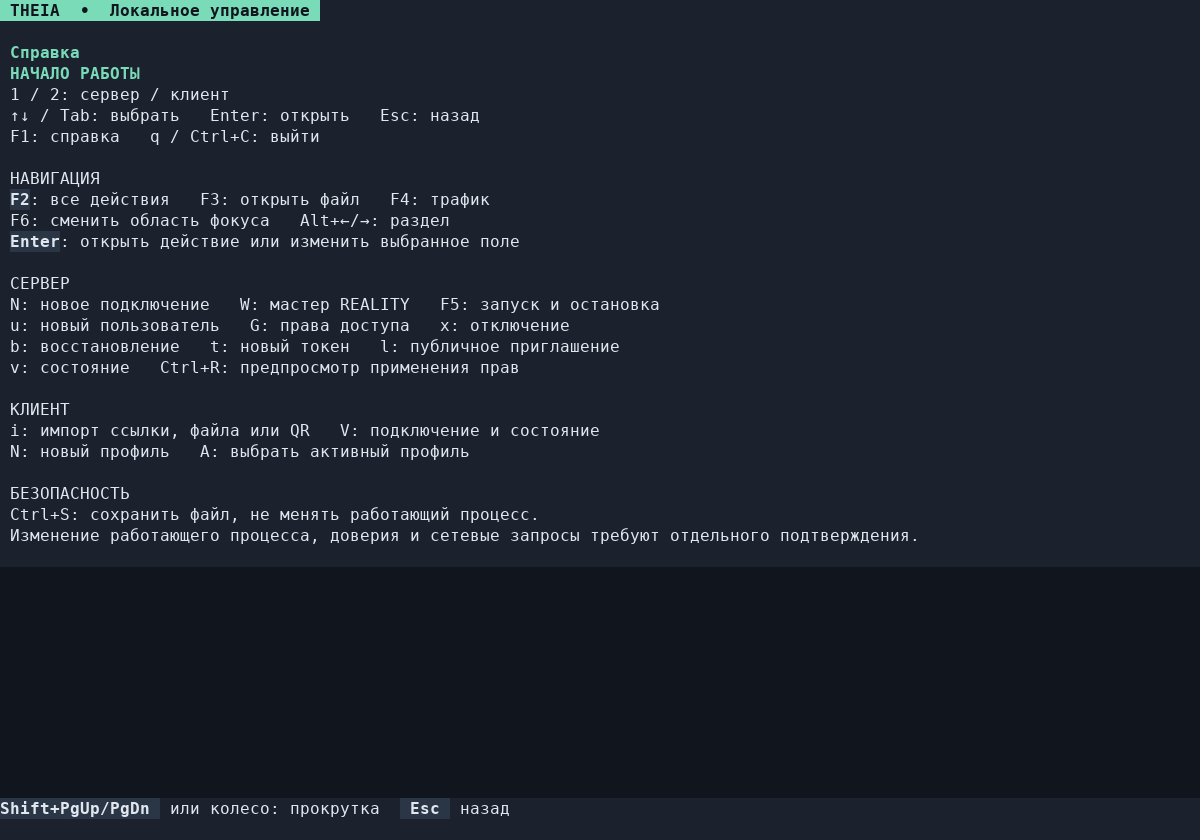 THEIA • Локальное управление
Справка
НАЧАЛО РАБОТЫ
1 / 2: сервер / клиент
↑↓ / Tab: выбрать Enter: открыть Esc: назад
F1: справка q / Ctrl+C: выйти
НАВИГАЦИЯ
F2: все действия F3: открыть файл F4: трафик
F6: сменить область фокуса Alt+←/→: раздел
Enter: открыть действие или изменить выбранное поле
СЕРВЕР
N: новое подключение W: мастер REALITY F5: запуск и остановка
u: новый пользователь G: права доступа x: отключение
b: восстановление t: новый токен l: публичное приглашение
v: состояние Ctrl+R: предпросмотр применения прав
КЛИЕНТ
i: импорт ссылки, файла или QR V: подключение и состояние
N: новый профиль A: выбрать активный профиль
БЕЗОПАСНОСТЬ
Ctrl+S: сохранить файл, не менять работающий процесс.
Изменение работающего процесса, доверия и сетевые запросы требуют отдельного подтверждения.
Shift+PgUp/PgDn или колесо: прокрутка Esc назад